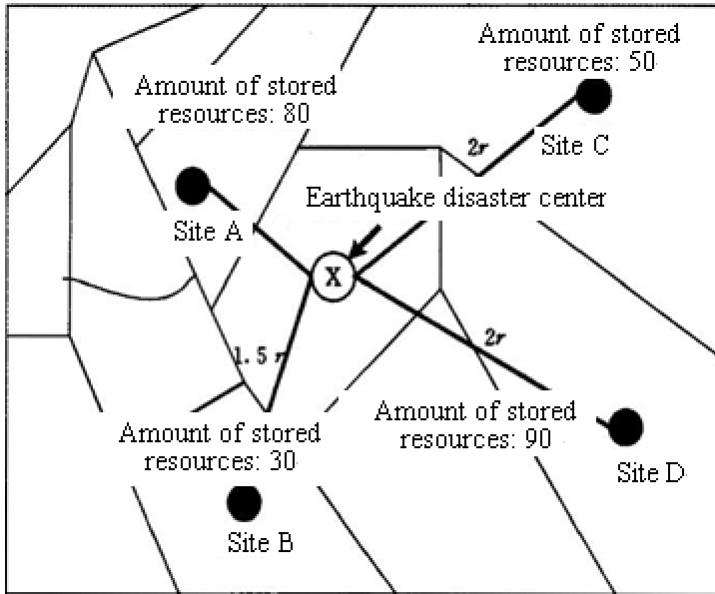 Amount of stored
resources: 50
Amount of stored
resources: 80
2r
Site C
Earthquake disaster center
Site A
X
1.5 r
2r
Amount of stored
resources: 90
Amount of stored
resources: 30
Site D
Site B